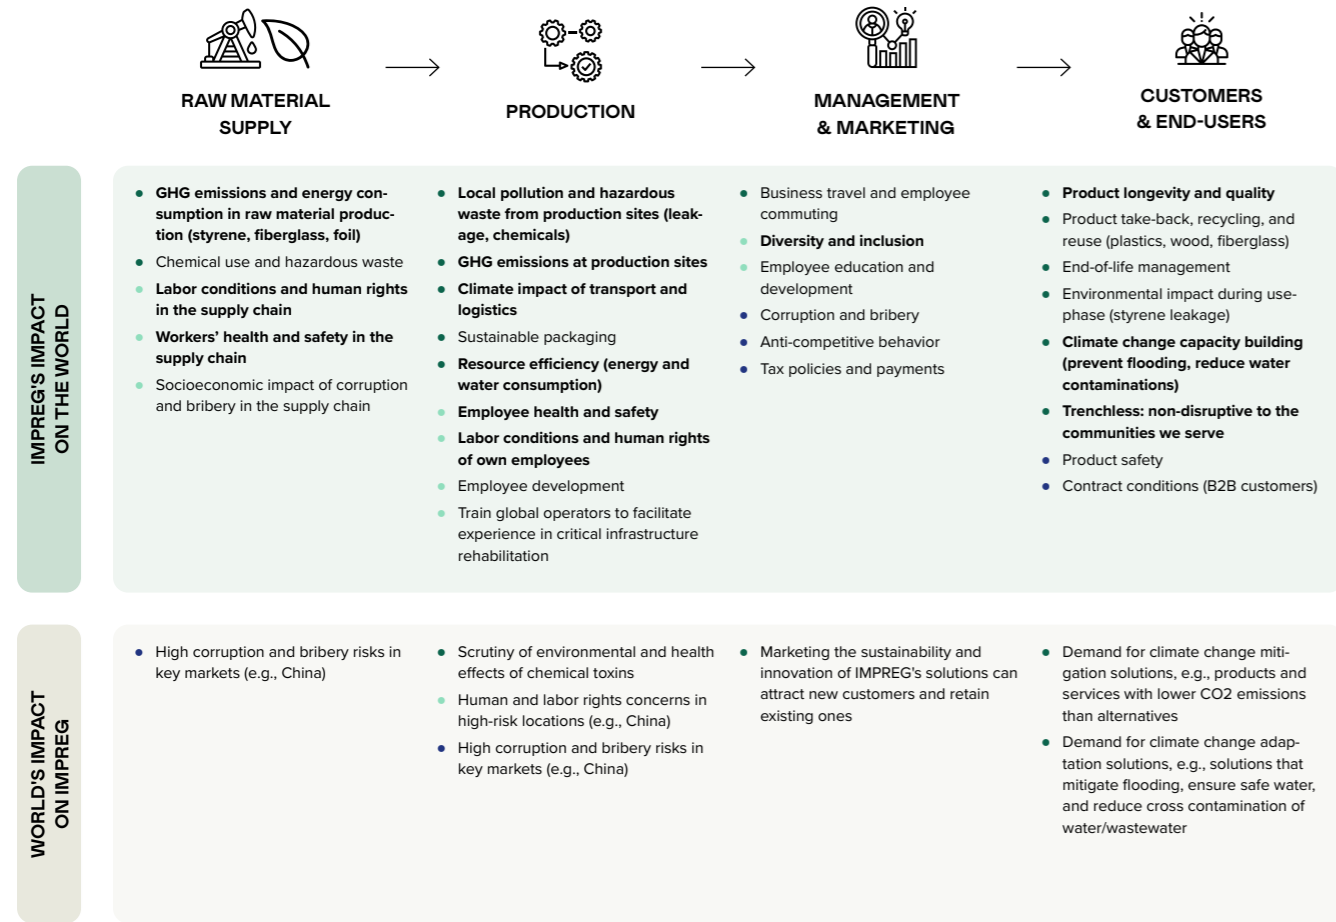 RAW MATERIAL
SUPPLY
PRODUCTION
MANAGEMENT
& MARKETING
CUSTOMERS
& END-USERS
IMPREG'S IMPACT
ON THE WORLD
GHG emissions and energy con-
sumption in raw material produc-
tion (styrene, fiberglass, foil)
Chemical use and hazardous waste
Labor conditions and human rights
in the supply chain
Workers’ health and safety in the
supply chain
Socioeconomic impact of corruption
and bribery in the supply chain
Local pollution and hazardous
waste from production sites (leak-
age, chemicals)
GHG emissions at production sites
Climate impact of transport and
logistics
Sustainable packaging
Resource efficiency (energy and
water consumption)
Employee health and safety
Labor conditions and human rights
of own employees
Employee development
Train global operators to facilitate
experience in critical infrastructure
rehabilitation
Business travel and employee
commuting
Diversity and inclusion
Employee education and
development
Corruption and bribery
Anti-competitive behavior
Tax policies and payments
Product longevity and quality
Product take-back, recycling, and
reuse (plastics, wood, fiberglass)
End-of-life management
Environmental impact during use-
phase (styrene leakage)
Climate change capacity building
(prevent flooding, reduce water
contaminations)
Trenchless: non-disruptive to the
communities we serve
Product safety
Contract conditions (B2B customers)
WORLD'S IMPACT
ON IMPREG
High corruption and bribery risks in
key markets (e.g., China)
Scrutiny of environmental and health
effects of chemical toxins
Human and labor rights concerns in
high-risk locations (e.g., China)
High corruption and bribery risks in
key markets (e.g., China)
Marketing the sustainability and
innovation of IMPREG's solutions can
attract new customers and retain
existing ones
Demand for climate change miti-
gation solutions, e.g., products and
services with lower CO2 emissions
than alternatives
Demand for climate change adap-
tation solutions, e.g., solutions that
mitigate flooding, ensure safe water,
and reduce cross contamination of
water/wastewater